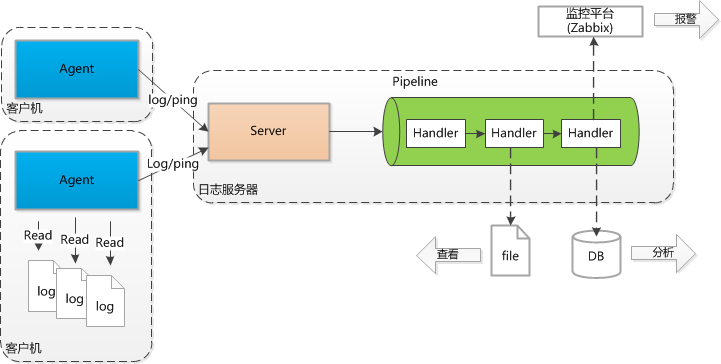 监控平台
(Zabbix)
报警
Agent
客户机
log/ping
Pipeline
Server
Handler
Handler
Handler
Log/ping
日志服务器
Agent
Read
Read
Read
log
log
log
客户机
查看
file
DB
分析